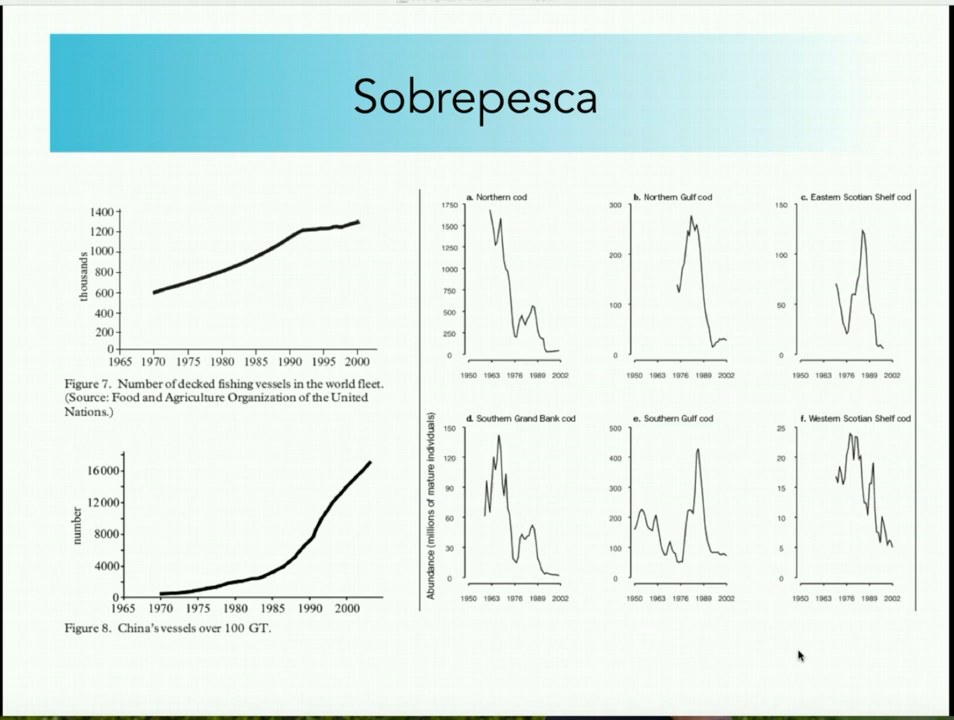 Sobrepesca
1400
1200
1000
800
600
400
200
0
thousands
1965 1970 1975 1980 1985 1990 1995 2000
Figure 7. Number of decked fishing vessels in the world fleet.
(Source: Food and Agriculture Organization of the United
Nations.)
16000
12000
8000
4000
0
number
1965 1970 1975 1980 1985 1990 1995 2000
Figure 8. China's vessels over 100 GT.
Abundance (millions of mature individuals)
a. Northern cod
1750
1500
1250
1000
750
500
250
0
1950 1963 1976 1989 2002
b. Northern Gulf cod
300
200
100
0
1950 1963 1976 1989 2002
c. Eastern Scotian Shelf cod
150
100
50
0
1950 1963 1976 1989 2002
d. Southern Grand Bank cod
150
120
90
60
30
0
1950 1963 1976 1989 2002
e. Southern Gulf cod
500
400
300
200
100
0
1950 1963 1976 1989 2002
f. Western Scotian Shelf cod
25
20
15
10
5
0
1950 1963 1976 1989 2002